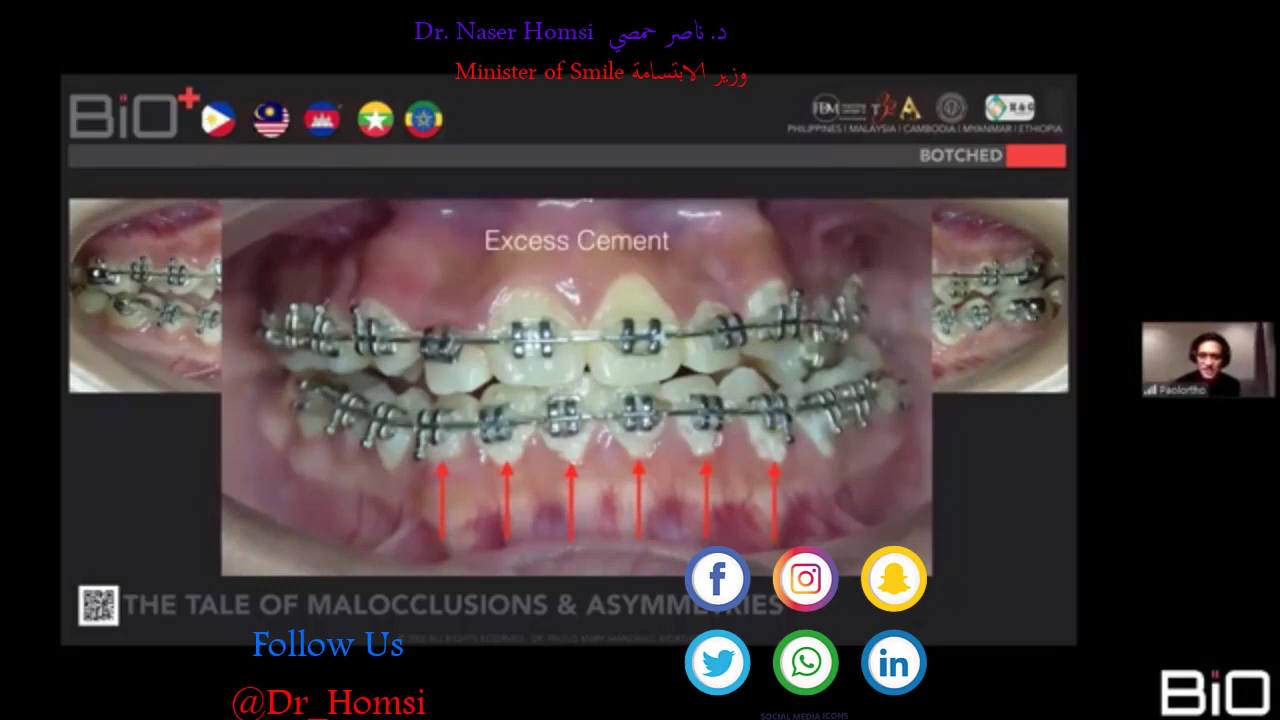 Dr. Naser Homsi د. ناصر حمصي
Minister of Smile وزير الابتسامة
BiO+
PHILIPPINES | MALAYSIA | CAMBODIA | MYANMAR | ETHIOPIA
BOTCHED
Excess Cement
Paolortho
THE TALE OF MALOCCLUSIONS & ASYMMETRIES
Follow Us
@Dr_Homsi
SOCIAL MEDIA ICONS
BiO